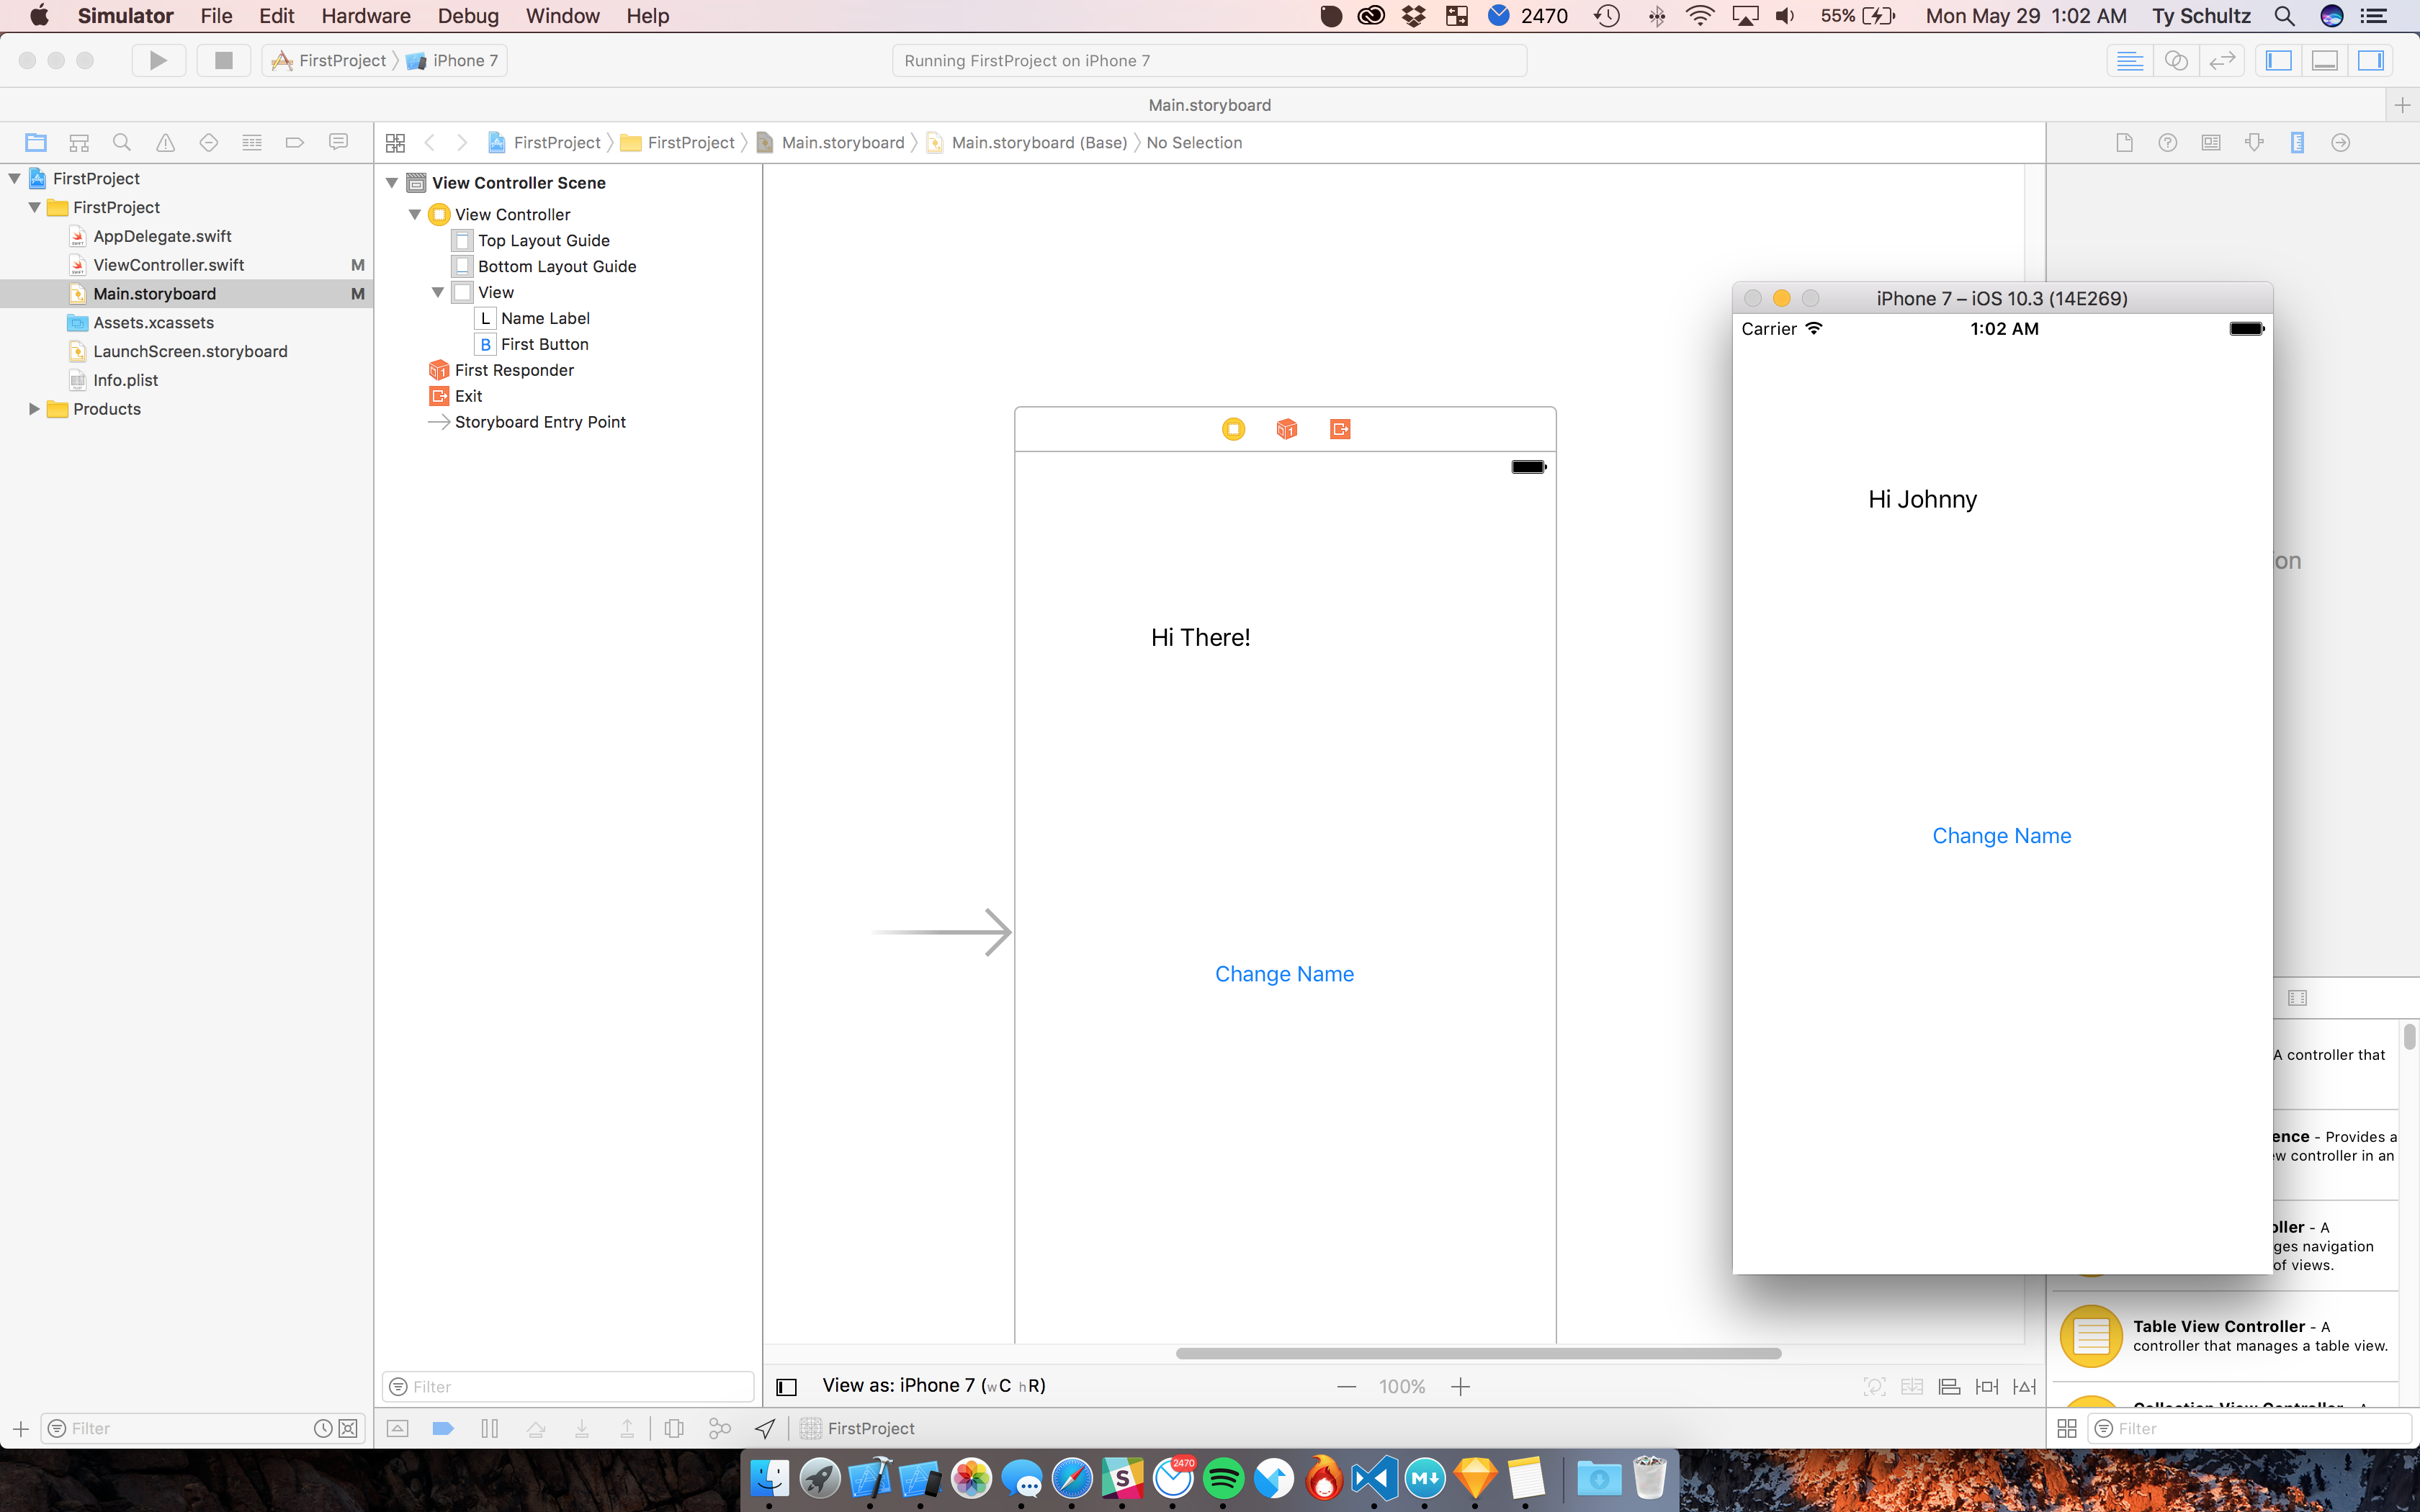 Simulator File Edit Hardware Debug Window Help 2470 55% Mon May 29 1:02 AM Ty Schultz
FirstProject iPhone 7
Running FirstProject on iPhone 7
Main.storyboard
FirstProject FirstProject Main.storyboard Main.storyboard (Base) No Selection
FirstProject
FirstProject
AppDelegate.swift
ViewController.swift M
Main.storyboard M
Assets.xcassets
LaunchScreen.storyboard
Info.plist
Products
View Controller Scene
View Controller
Top Layout Guide
Bottom Layout Guide
View
L Name Label
B First Button
First Responder
Exit
Storyboard Entry Point
Hi There!
Change Name
iPhone 7 – iOS 10.3 (14E269)
Carrier 1:02 AM
Hi Johnny
Change Name
A controller that
- Provides a
controller in an
- A
navigation
of views.
Table View Controller - A
controller that manages a table view.
Filter
View as: iPhone 7 (wC hR)
100%
Filter
FirstProject
Filter
2470